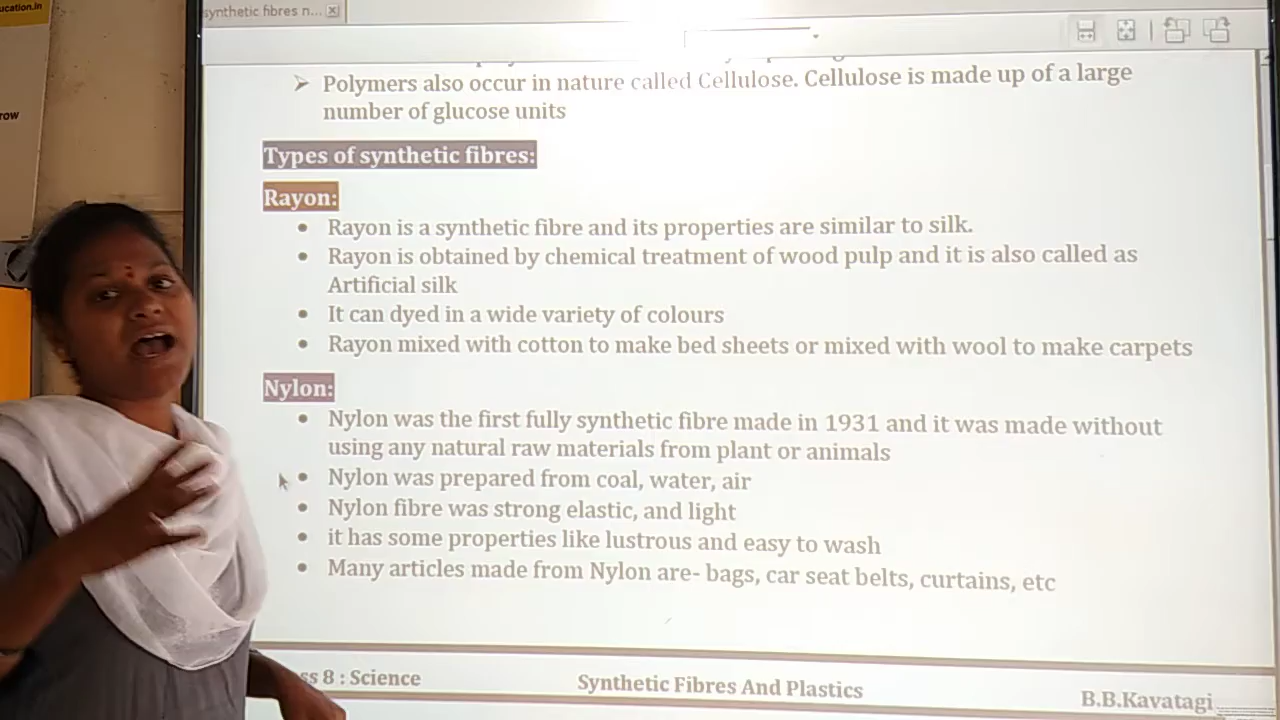 ucation.in
row
synthetic fibres n...
➢ Polymers also occur in nature called Cellulose. Cellulose is made up of a large
number of glucose units
Types of synthetic fibres:
Rayon:
• Rayon is a synthetic fibre and its properties are similar to silk.
• Rayon is obtained by chemical treatment of wood pulp and it is also called as
Artificial silk
• It can dyed in a wide variety of colours
• Rayon mixed with cotton to make bed sheets or mixed with wool to make carpets
Nylon:
• Nylon was the first fully synthetic fibre made in 1931 and it was made without
using any natural raw materials from plant or animals
• Nylon was prepared from coal, water, air
• Nylon fibre was strong elastic, and light
• it has some properties like lustrous and easy to wash
• Many articles made from Nylon are- bags, car seat belts, curtains, etc
ss 8 : Science
Synthetic Fibres And Plastics
B.B.Kavatagi